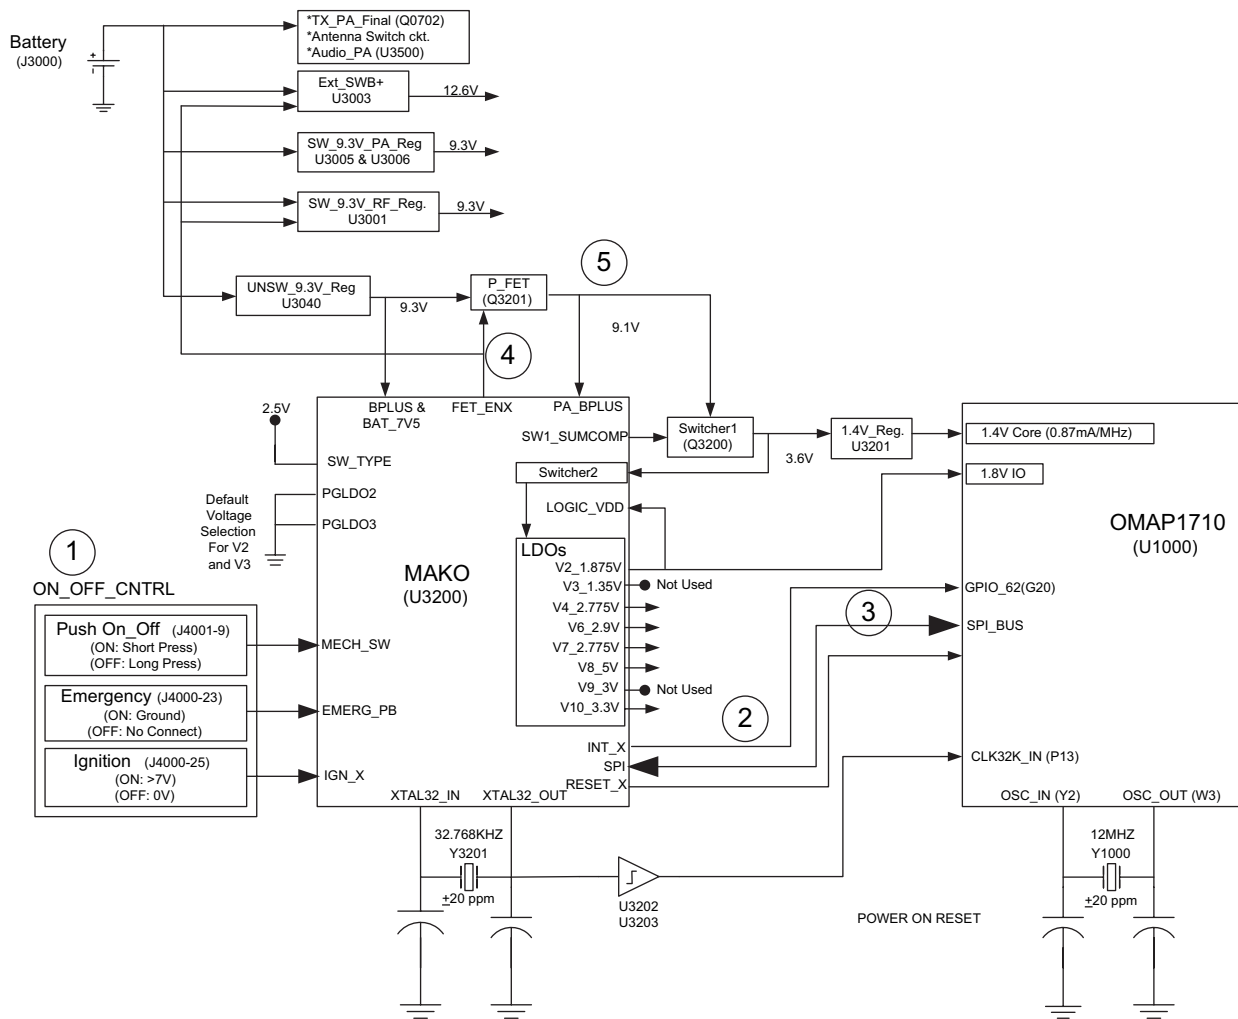 *TX_PA_Final (Q0702)
*Antenna Switch ckt.
*Audio_PA (U3500)
Battery
(J3000)
+
-
Ext_SWB+
U3003
12.6V
SW_9.3V_PA_Reg
U3005 & U3006
9.3V
SW_9.3V_RF_Reg.
U3001
9.3V
5
UNSW_9.3V_Reg
U3040
9.3V
P_FET
(Q3201)
9.1V
4
2.5V
BPLUS &
BAT_7V5
FET_ENX
PA_BPLUS
SW1_SUMCOMP
Switcher1
(Q3200)
3.6V
1.4V_Reg.
U3201
1.4V Core (0.87mA/MHz)
SW_TYPE
Switcher2
1.8V IO
PGLDO2
PGLDO3
Default
Voltage
Selection
For V2
and V3
LOGIC_VDD
OMAP1710
(U1000)
1
ON_OFF_CNTRL
MAKO
(U3200)
LDOs
V2_1.875V
V3_1.35V
Not Used
V4_2.775V
V6_2.9V
V7_2.775V
V8_5V
V9_3V
Not Used
V10_3.3V
GPIO_62(G20)
3
SPI_BUS
Push On_Off (J4001-9)
(ON: Short Press)
(OFF: Long Press)
MECH_SW
Emergency (J4000-23)
(ON: Ground)
(OFF: No Connect)
EMERG_PB
Ignition (J4000-25)
(ON: >7V)
(OFF: 0V)
IGN_X
2
INT_X
SPI
RESET_X
CLK32K_IN (P13)
XTAL32_IN
XTAL32_OUT
OSC_IN (Y2)
OSC_OUT (W3)
32.768KHZ
Y3201
±20 ppm
U3202
U3203
12MHZ
Y1000
±20 ppm
POWER ON RESET